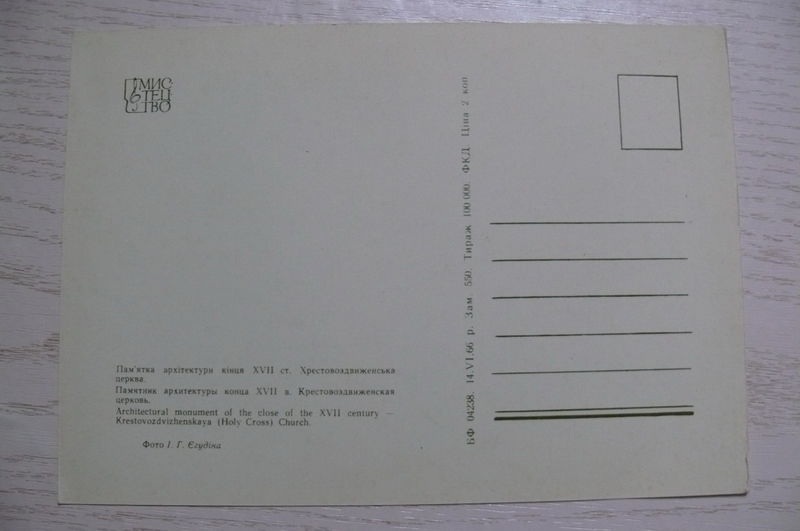 МИС
ТЕЦ
ТВО
Пам'ятка архітектури кінця XVII ст. Хрестовоздвиженська
церква.
Памятник архитектуры конца XVII в. Крестовоздвиженская
церковь.
Architectural monument of the close of the XVII century —
Krestovozdvizhenskaya (Holy Cross) Church.
Фото І. Г. Єгудіна
БФ 04238. 14.VI.66 р. Зам. 550. Тираж 100 000. ФКД Ціна 2 коп